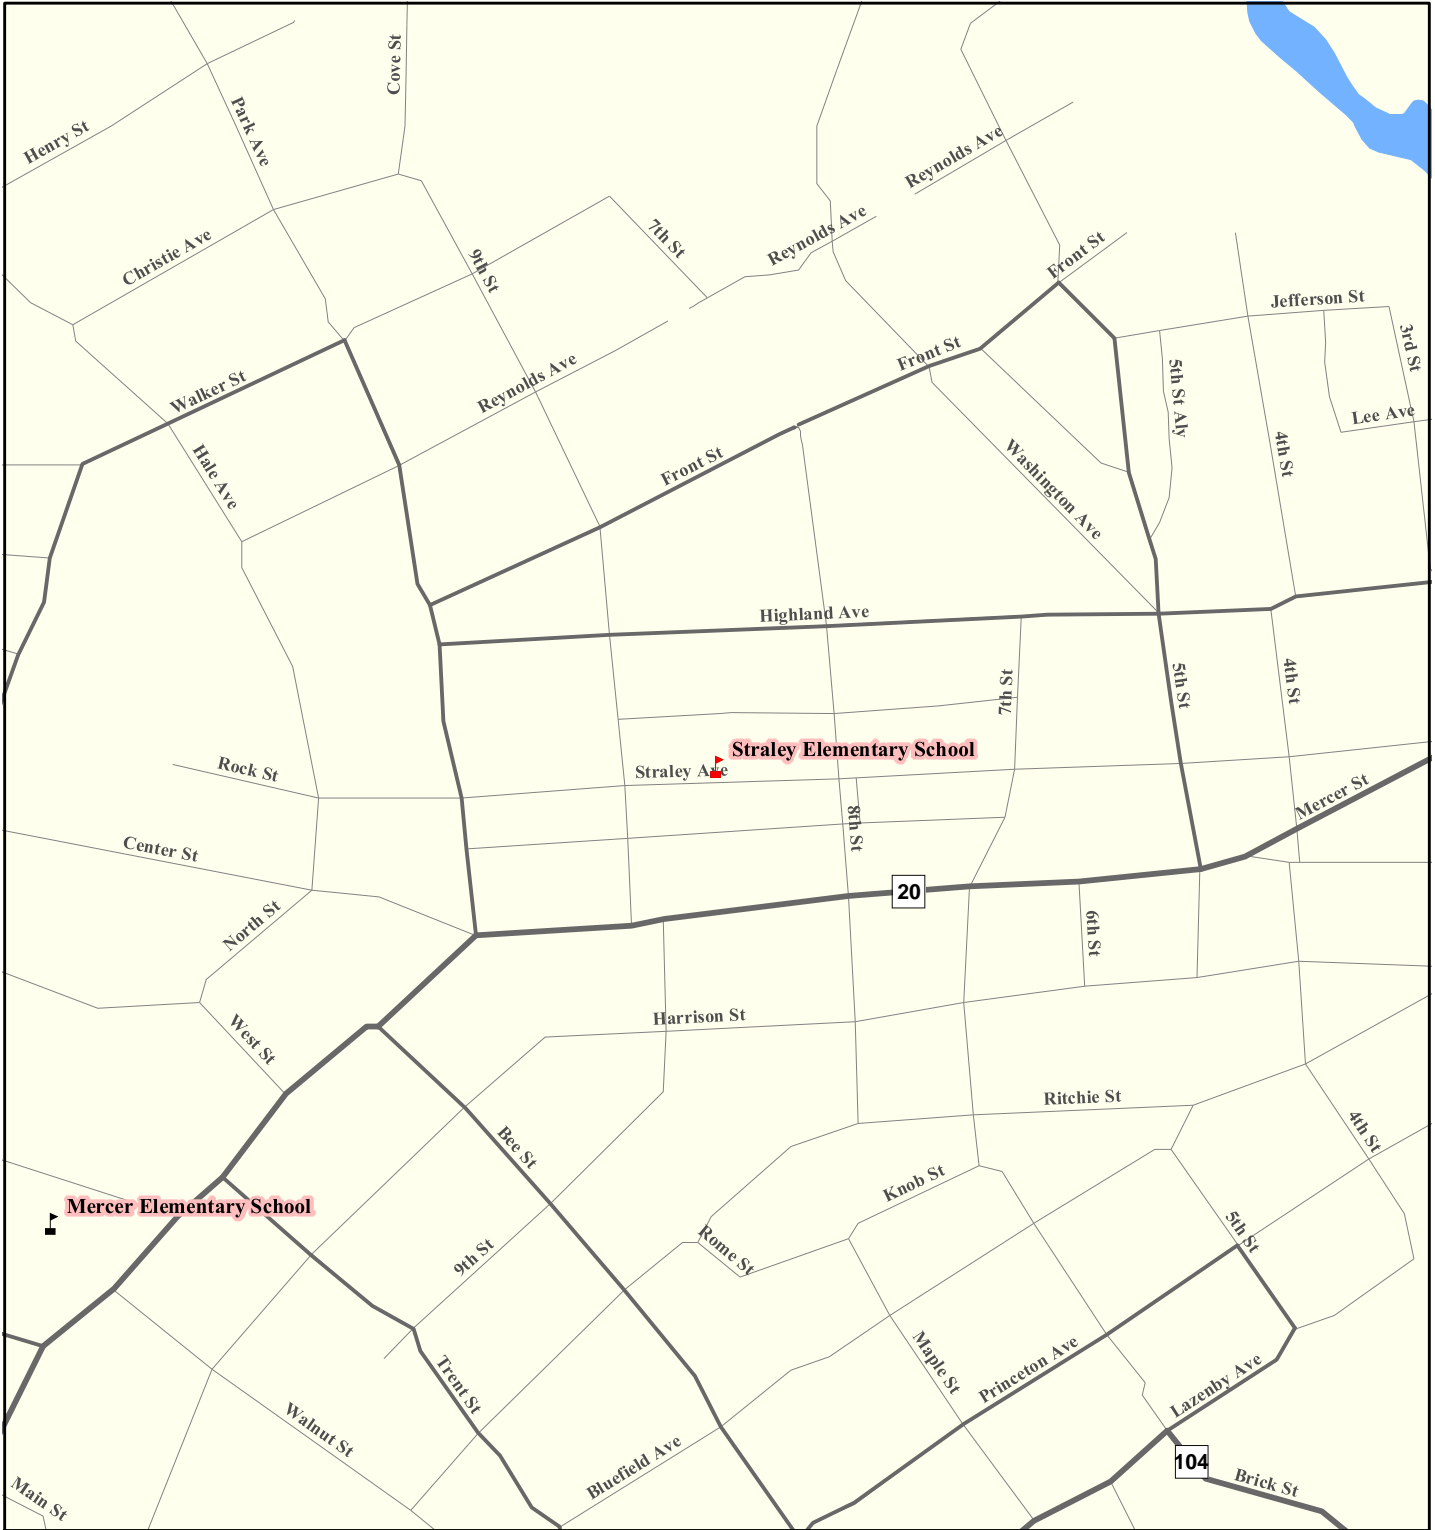 Cove St
Henry St
Park Ave
Reynolds Ave
Christie Ave
9th St
7th St
Reynolds Ave
Front St
Jefferson St
3rd St
Walker St
Reynolds Ave
Front St
5th St Aly
Lee Ave
Hale Ave
Front St
Washington Ave
4th St
Highland Ave
7th St
5th St
4th St
Straley Elementary School
Rock St
Straley Ave
Mercer St
Center St
8th St
20
North St
6th St
West St
Harrison St
Ritchie St
Bee St
4th St
Knob St
Mercer Elementary School
9th St
Rome St
5th St
Trent St
Maple St
Princeton Ave
Lazenby Ave
Walnut St
Bluefield Ave
104
Main St
Brick St